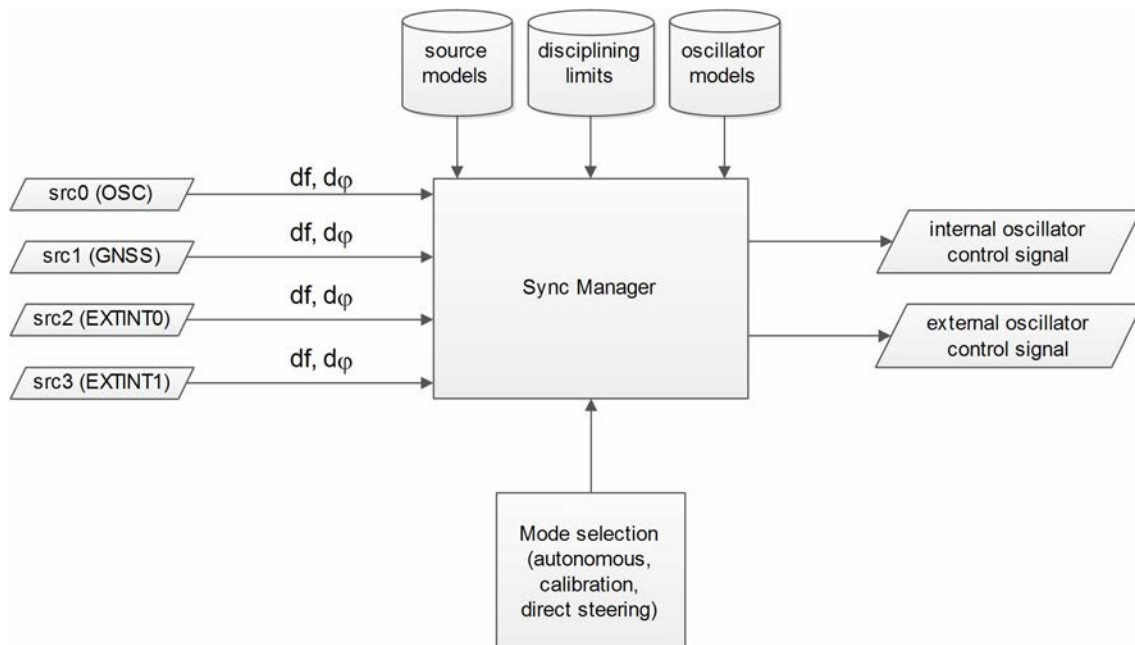 source
models
disciplining
limits
oscillator
models
src0 (OSC)
df, dφ
src1 (GNSS)
df, dφ
src2 (EXTINT0)
df, dφ
src3 (EXTINT1)
df, dφ
Sync Manager
internal oscillator
control signal
external oscillator
control signal
Mode selection
(autonomous,
calibration,
direct steering)